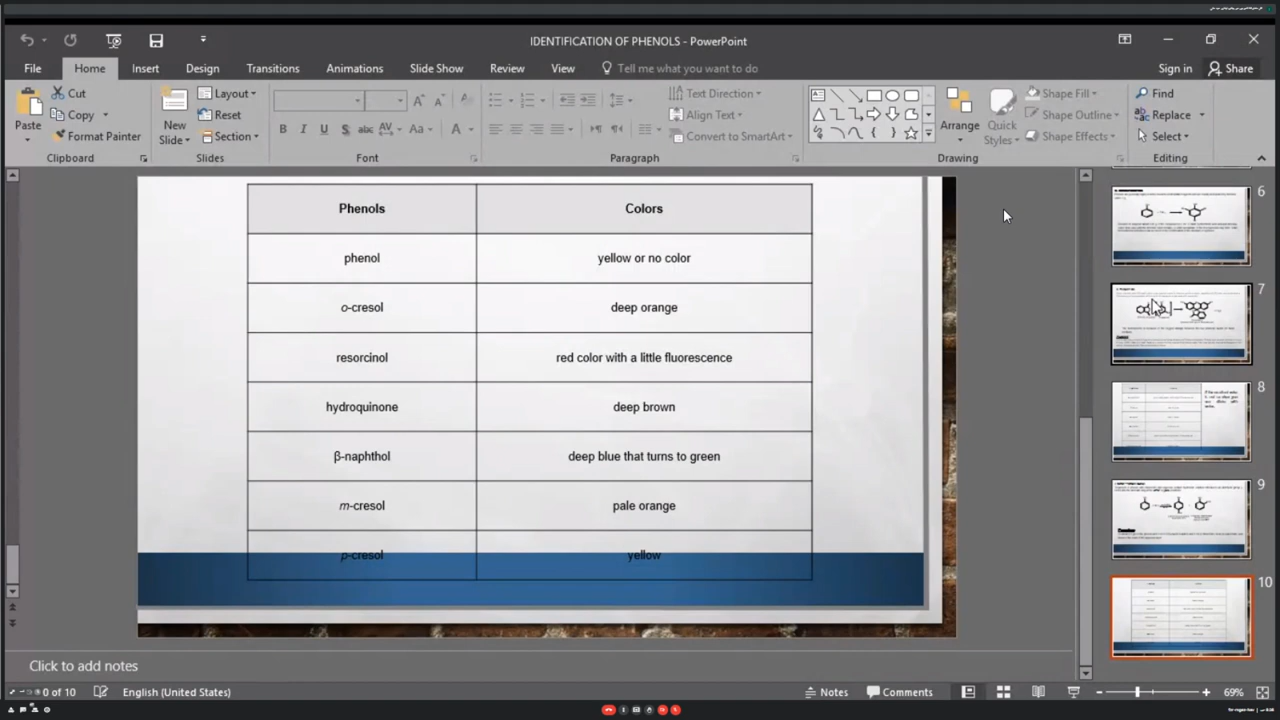 IDENTIFICATION OF PHENOLS - PowerPoint
File Home Insert Design Transitions Animations Slide Show Review View Tell me what you want to do Sign in Share
Paste
Cut
Copy
Format Painter
Clipboard
New
Slide
Layout
Reset
Section
Slides
B I U S abc AV Aa A
Font
Text Direction
Align Text
Convert to SmartArt
Paragraph
Arrange
Quick
Styles
Shape Fill
Shape Outline
Shape Effects
Drawing
Find
Replace
Select
Editing
Phenols Colors
phenol yellow or no color
o-cresol deep orange
resorcinol red color with a little fluorescence
hydroquinone deep brown
β-naphthol deep blue that turns to green
m-cresol pale orange
p-cresol yellow
6
7
8
9
10
Click to add notes
0 of 10 English (United States) Notes Comments 69%